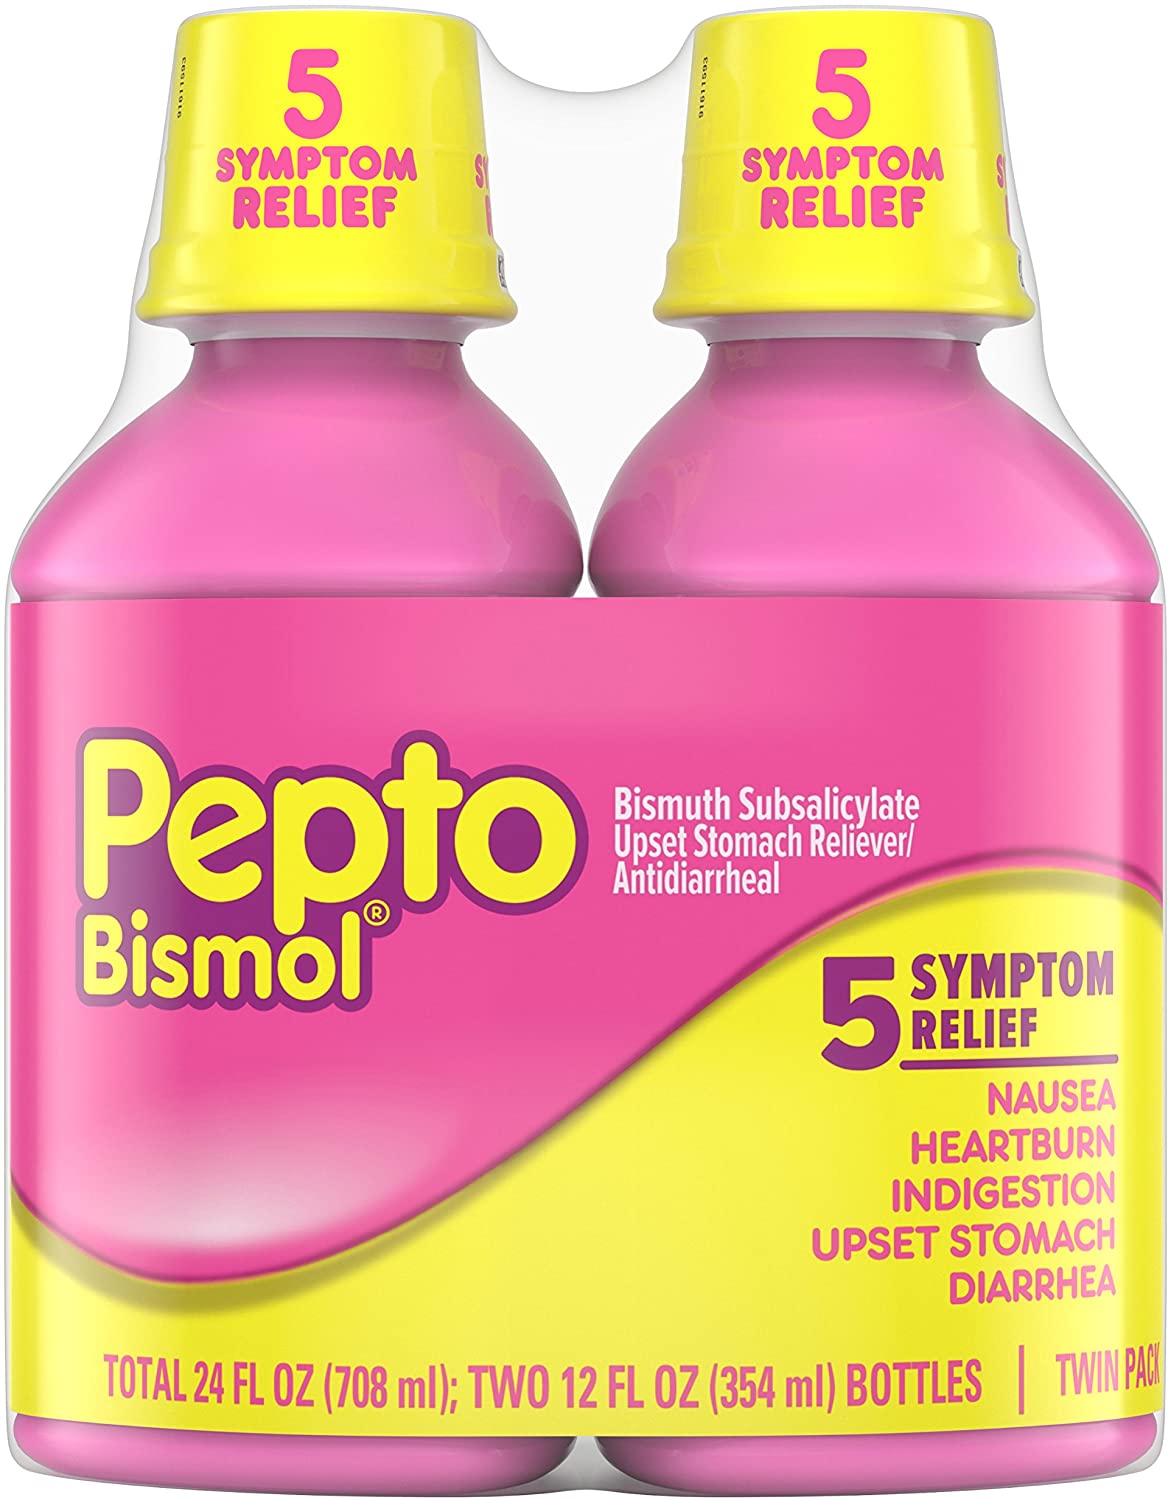 91611593
5
SYMPTOM
RELIEF
91611593
5
SYMPTOM
RELIEF
Pepto
Bismol®
Bismuth Subsalicylate
Upset Stomach Reliever/
Antidiarrheal
5 SYMPTOM
RELIEF
NAUSEA
HEARTBURN
INDIGESTION
UPSET STOMACH
DIARRHEA
TOTAL 24 FL OZ (708 ml); TWO 12 FL OZ (354 ml) BOTTLES | TWIN PACK